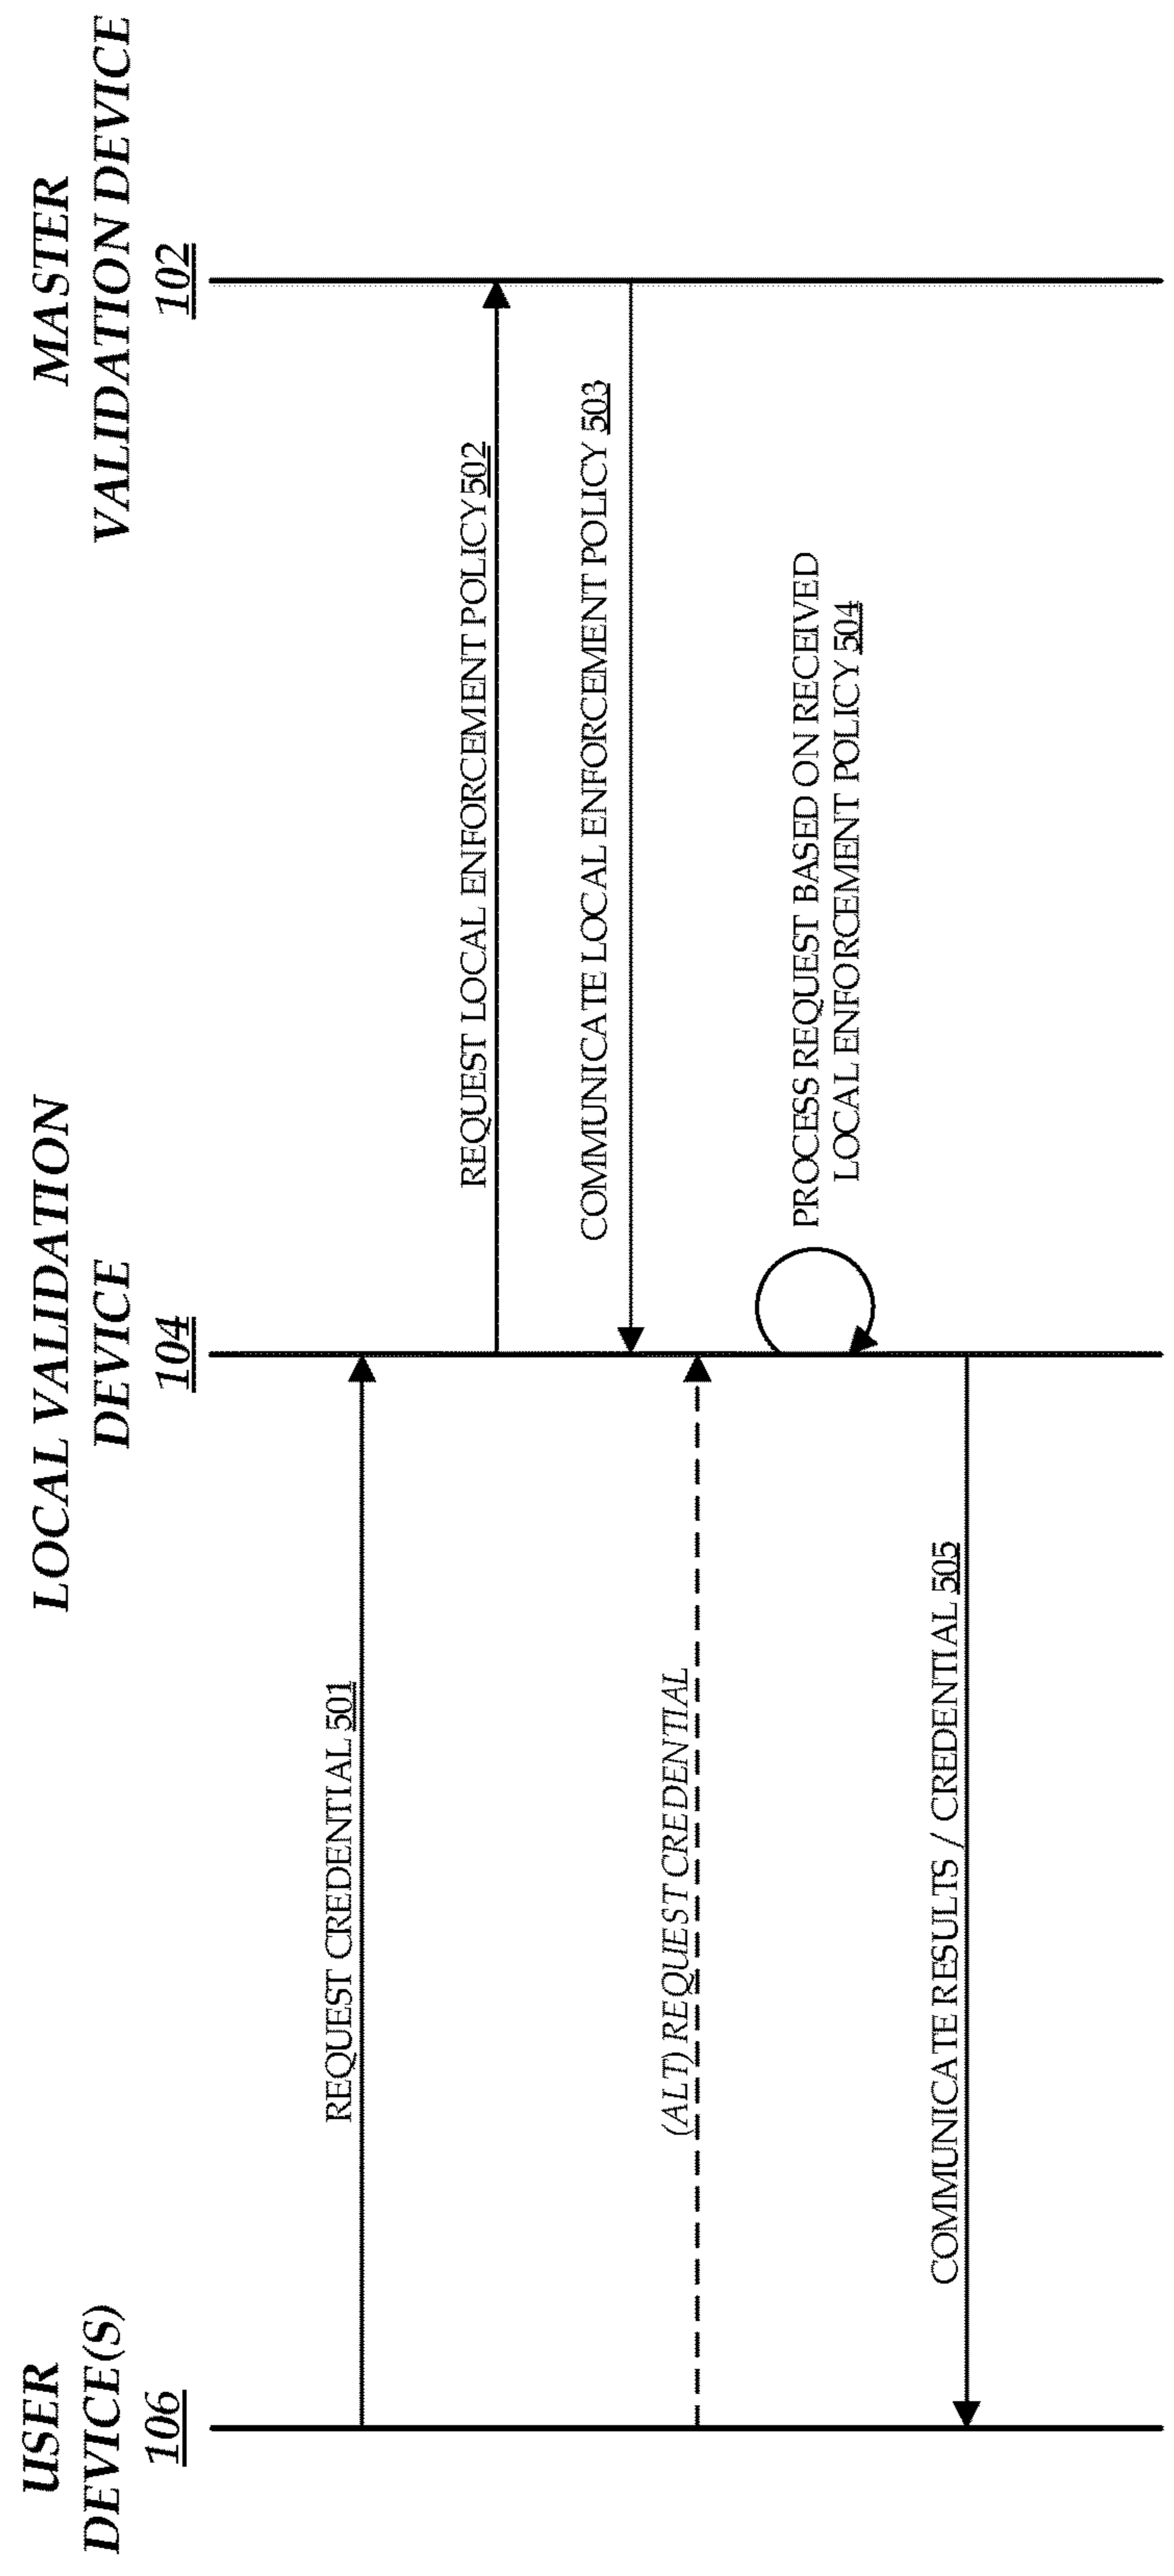 USER
DEVICE(S)
106
LOCAL VALIDATION
DEVICE
104
MASTER
VALIDATION DEVICE
102
REQUEST CREDENTIAL 501
REQUEST LOCAL ENFORCEMENT POLICY 502
COMMUNICATE LOCAL ENFORCEMENT POLICY 503
(ALT) REQUEST CREDENTIAL
PROCESS REQUEST BASED ON RECEIVED
LOCAL ENFORCEMENT POLICY 504
COMMUNICATE RESULTS / CREDENTIAL 505